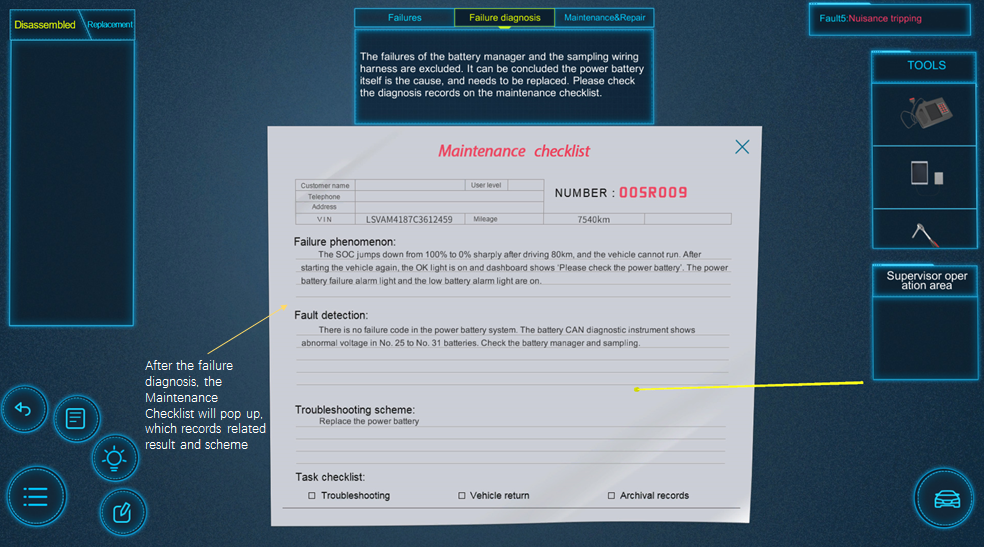 Disassembled
Replacement
Failures
Failure diagnosis
Maintenance&Repair
Fault5:Nuisance tripping
The failures of the battery manager and the sampling wiring
harness are excluded. It can be concluded the power battery
itself is the cause, and needs to be replaced. Please check
the diagnosis records on the maintenance checklist.
TOOLS
Maintenance checklist
Customer name
User level
Telephone
Address
VIN
LSVAM4187C3612459
Mileage
7540km
NUMBER : 00SR009
Failure phenomenon:
The SOC jumps down from 100% to 0% sharply after driving 80km, and the vehicle cannot run. After
starting the vehicle again, the OK light is on and dashboard shows 'Please check the power battery'. The power
battery failure alarm light and the low battery alarm light are on.
Fault detection:
There is no failure code in the power battery system. The battery CAN diagnostic instrument shows
abnormal voltage in No. 25 to No. 31 batteries. Check the battery manager and sampling.
Troubleshooting scheme:
Replace the power battery
Task checklist:
Troubleshooting
Vehicle return
Archival records
Supervisor oper
ation area
After the failure
diagnosis, the
Maintenance
Checklist will pop up,
which records related
result and scheme